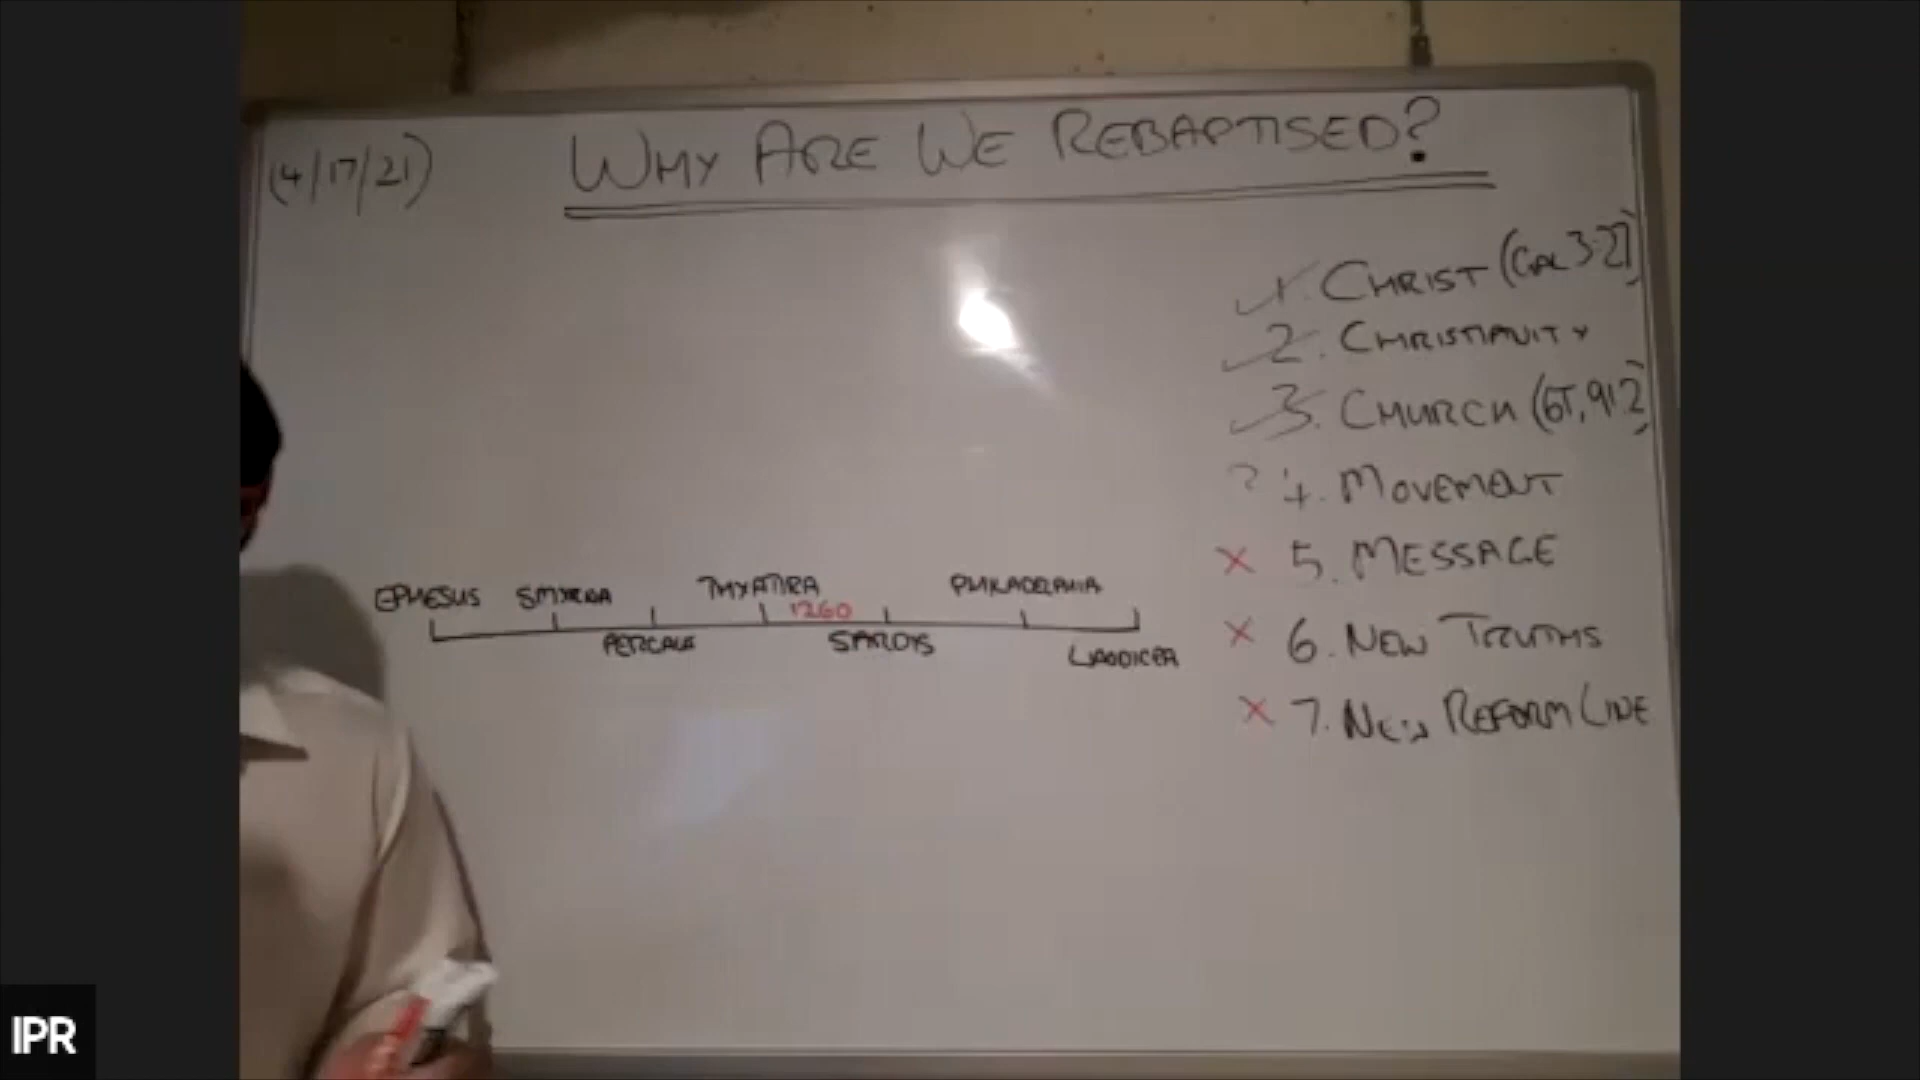 (4/17/21) WHY ARE WE REBAPTISED?
1. CHRIST (GAL 3:27)
2. CHRISTIANITY
3. CHURCH (6T, 91.2)
? 4. MOVEMENT
X 5. MESSAGE
X 6. NEW TRUTHS
X 7. NEW REFORM LINE
EPHESUS SMYRNA THYATIRA PHILADELPHIA
1260
PERGAME SARDIS LAODICEA
IPR